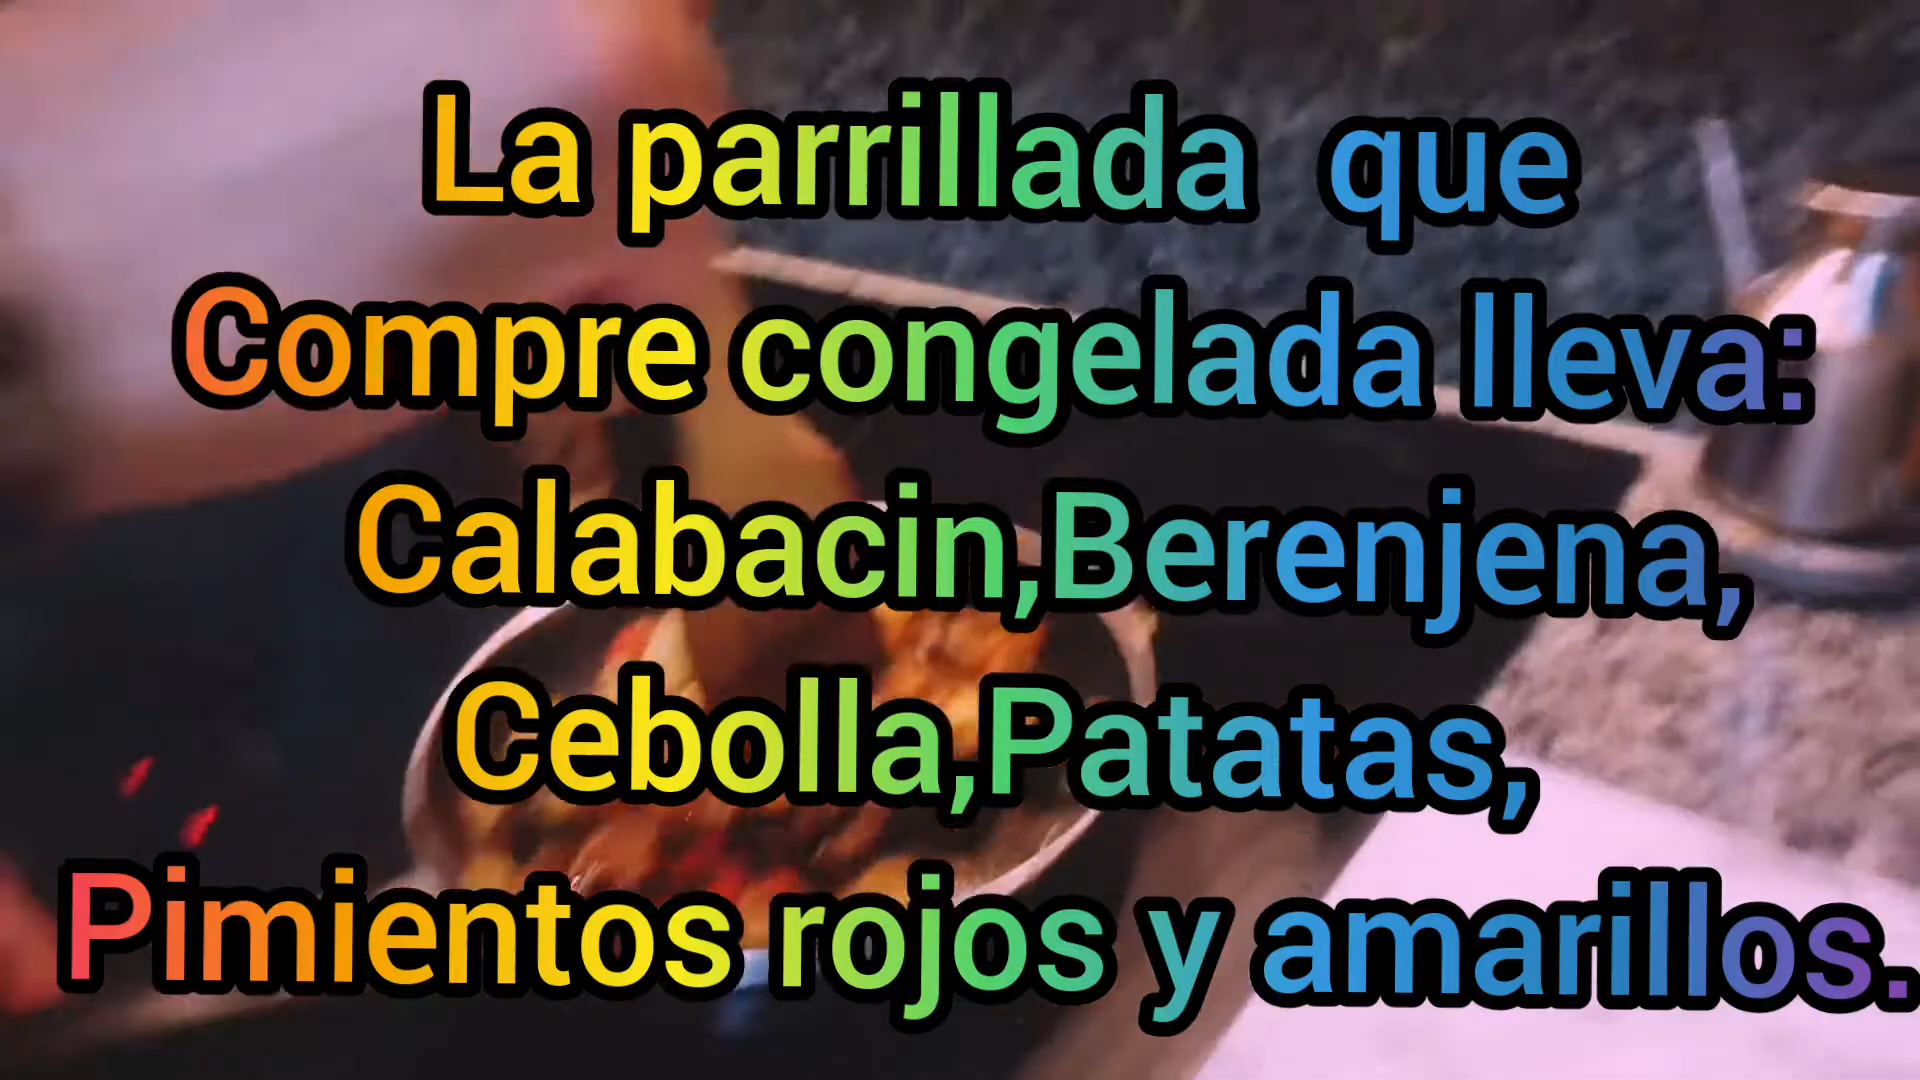 La parrillada que
Compre congelada lleva:
Calabacin,Berenjena,
Cebolla,Patatas,
Pimientos rojos y amarillos.